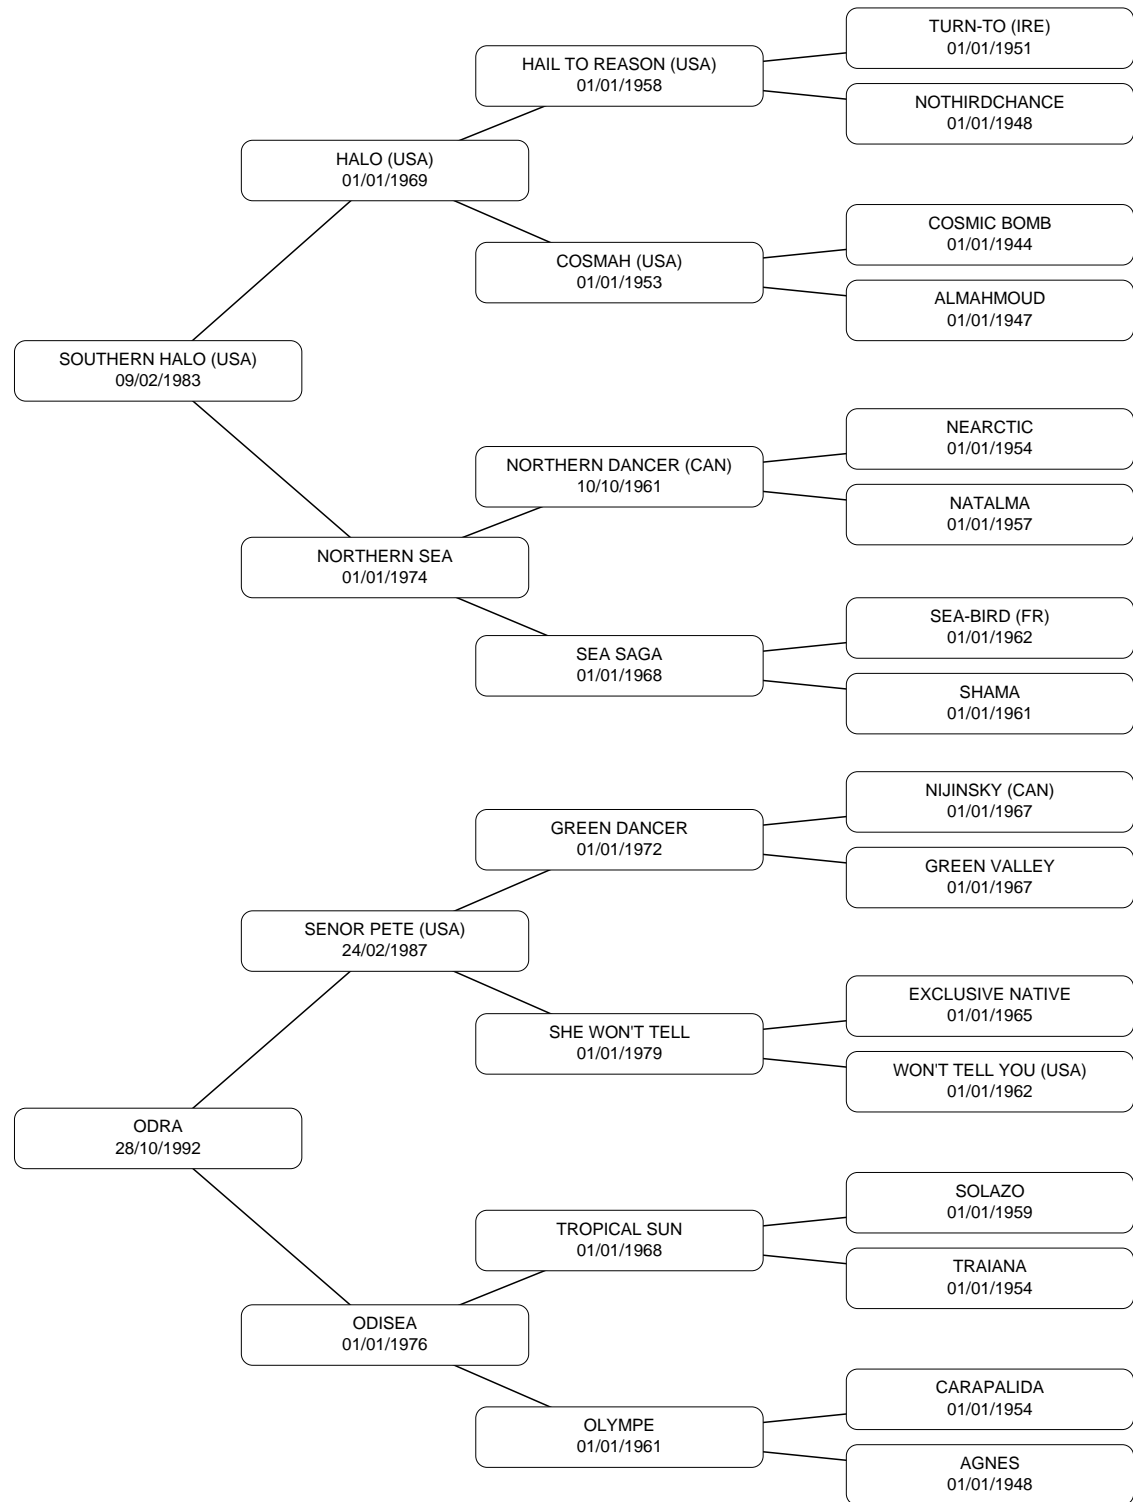 TURN-TO (IRE)
01/01/1951
HAIL TO REASON (USA)
01/01/1958
NOTHIRDCHANCE
01/01/1948
HALO (USA)
01/01/1969
COSMIC BOMB
01/01/1944
COSMAH (USA)
01/01/1953
ALMAHMOUD
01/01/1947
SOUTHERN HALO (USA)
09/02/1983
NEARCTIC
01/01/1954
NORTHERN DANCER (CAN)
10/10/1961
NATALMA
01/01/1957
NORTHERN SEA
01/01/1974
SEA-BIRD (FR)
01/01/1962
SEA SAGA
01/01/1968
SHAMA
01/01/1961
NIJINSKY (CAN)
01/01/1967
GREEN DANCER
01/01/1972
GREEN VALLEY
01/01/1967
SENOR PETE (USA)
24/02/1987
EXCLUSIVE NATIVE
01/01/1965
SHE WON'T TELL
01/01/1979
WON'T TELL YOU (USA)
01/01/1962
ODRA
28/10/1992
SOLAZO
01/01/1959
TROPICAL SUN
01/01/1968
TRAIANA
01/01/1954
ODISEA
01/01/1976
CARAPALIDA
01/01/1954
OLYMPE
01/01/1961
AGNES
01/01/1948